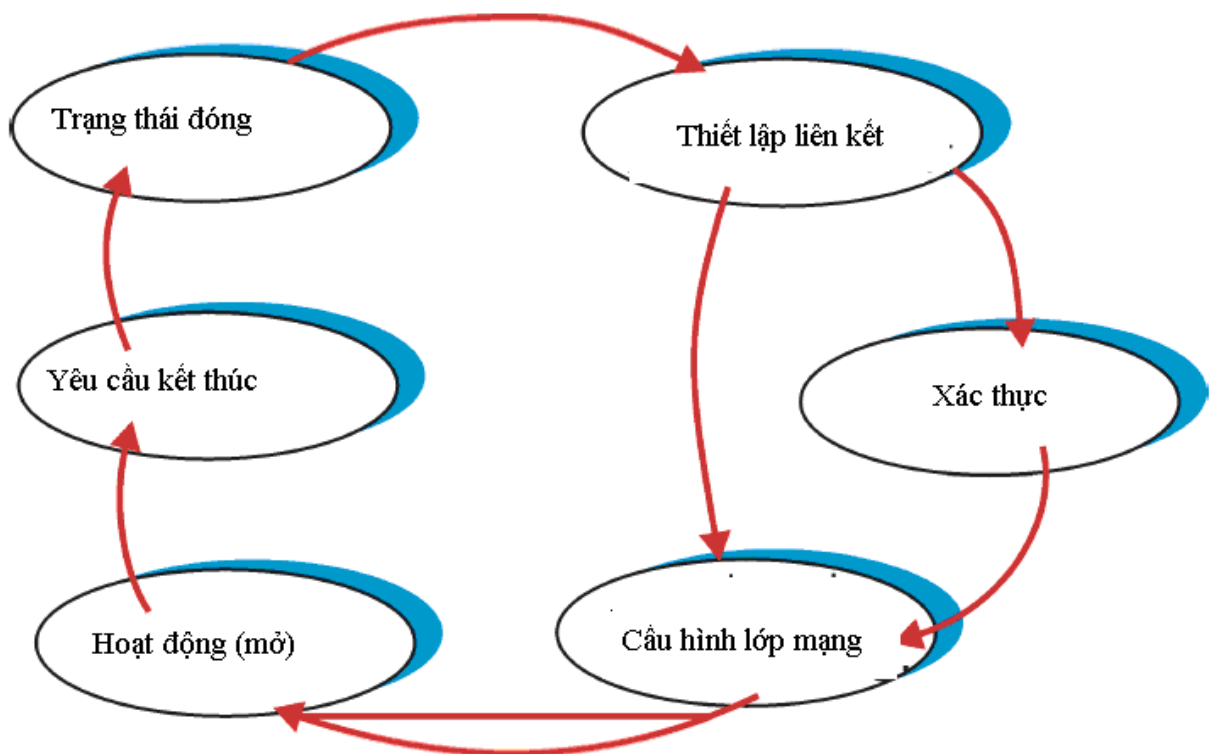 Trạng thái đóng
Thiết lập liên kết
Yêu cầu kết thúc
Xác thực
Hoạt động (mở)
Cấu hình lớp mạng